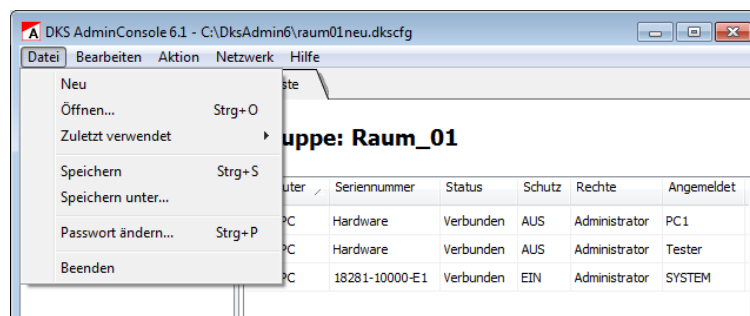 DKS AdminConsole 6.1 - C:\DksAdmin6\raum01neu.dkscfg
Datei Bearbeiten Aktion Netzwerk Hilfe
Neu
Öffnen... Strg+O
Zuletzt verwendet
Speichern Strg+S
Speichern unter...
Passwort ändern... Strg+P
Beenden
ste
uppe: Raum_01
uter Seriennummer Status Schutz Rechte Angemeldet
PC Hardware Verbunden AUS Administrator PC1
PC Hardware Verbunden AUS Administrator Tester
PC 18281-10000-E1 Verbunden EIN Administrator SYSTEM